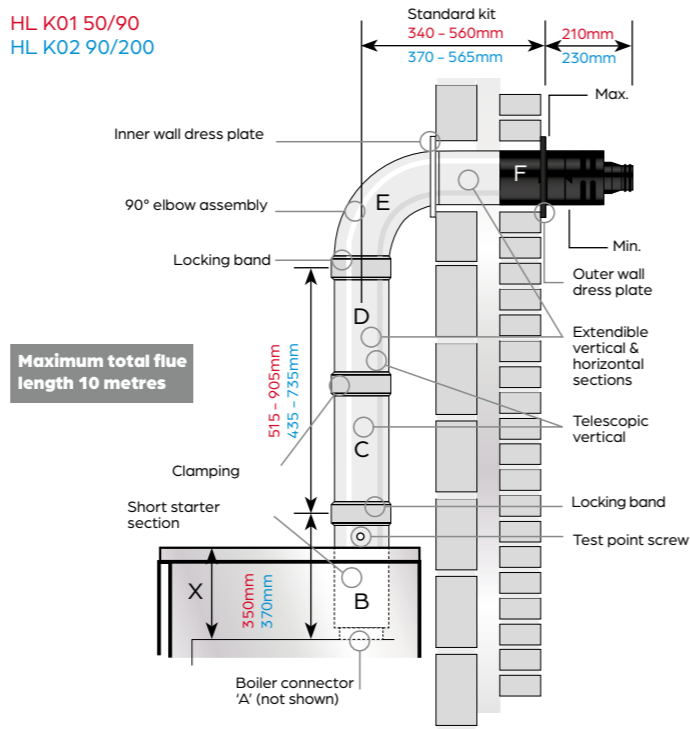 HL K01 50/90
HL K02 90/200
Standard kit
340 – 560mm
370 – 565mm
210mm
230mm
Max.
Inner wall dress plate
F
90° elbow assembly
E
Min.
Locking band
Outer wall
dress plate
D
Extendible
vertical &
horizontal
sections
Maximum total flue
length 10 metres
515 – 905mm
435 – 735mm
Telescopic
vertical
C
Clamping
Short starter
section
Locking band
Test point screw
X
350mm
370mm
B
Boiler connector
‘A’ (not shown)